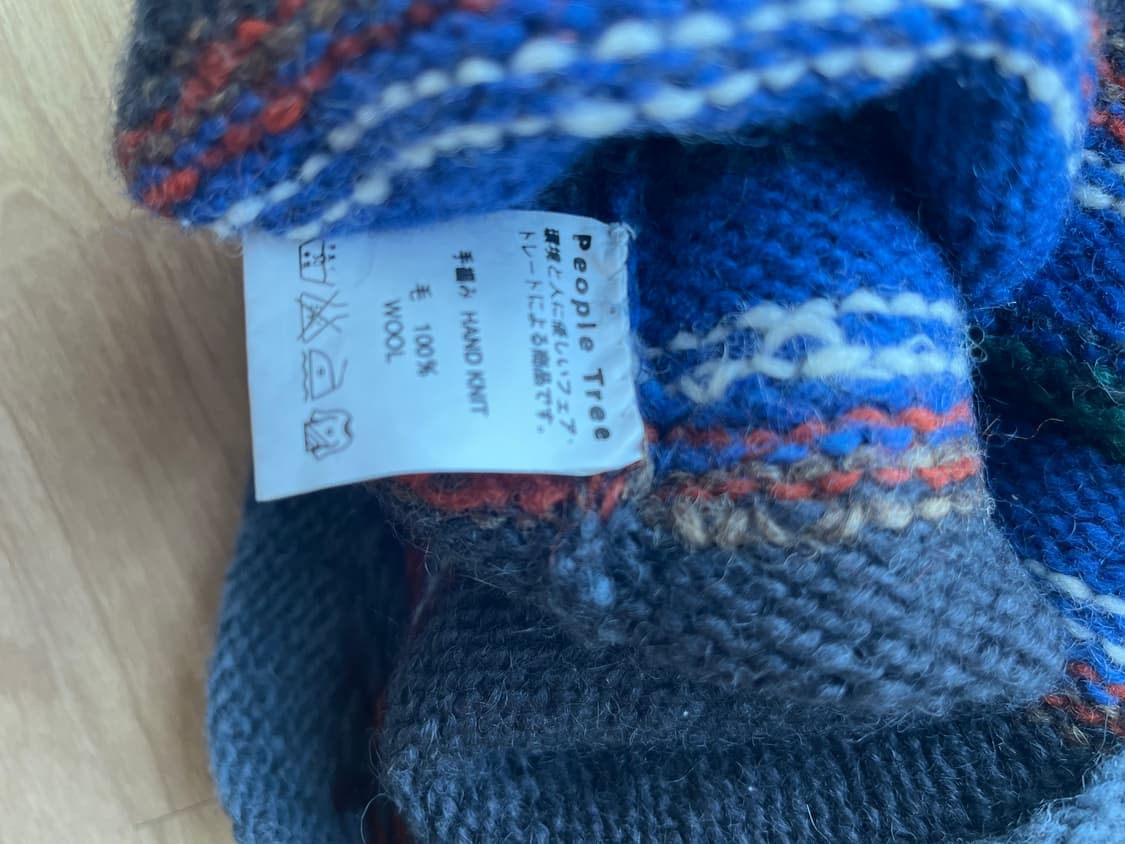 People Tree
環境と人に優しいフェア・
トレードによる商品です。
手編み HAND KNIT
毛 100%
WOOL